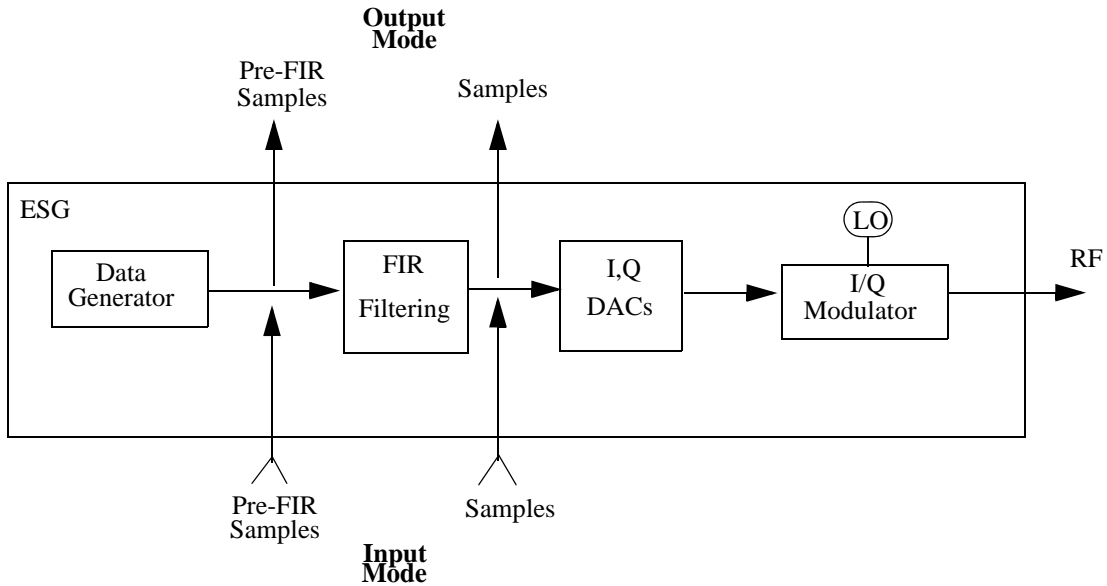 Output
Mode
Pre-FIR
Samples
Samples
ESG
LO
Data
Generator
FIR
Filtering
I,Q
DACs
I/Q
Modulator
RF
Pre-FIR
Samples
Samples
Input
Mode